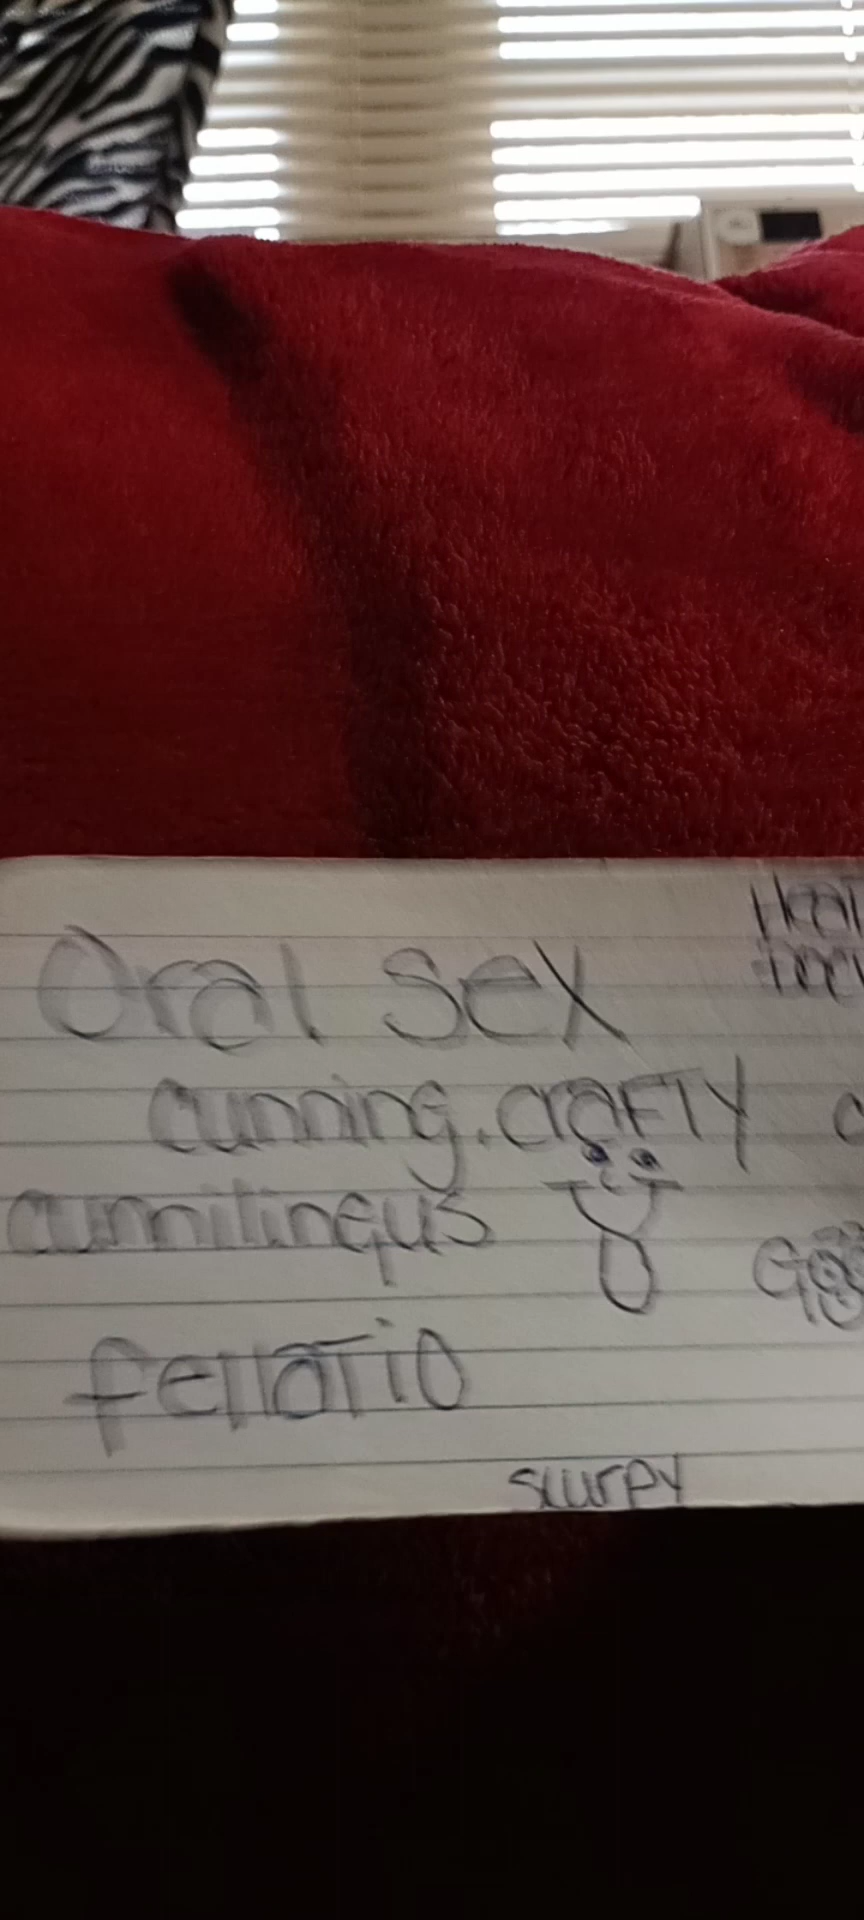 Oral sex
cunning. craFTY
cunnilingus
fellaTio
slurpy